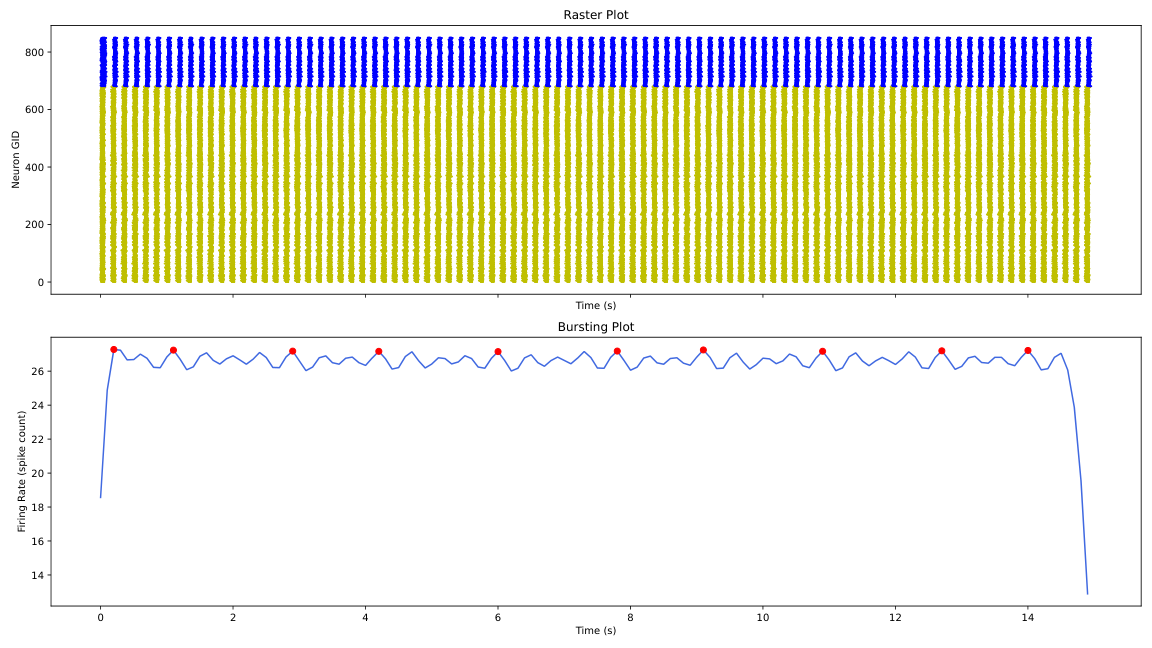 Raster Plot
Neuron GID
800
600
400
200
0
Time (s)
Bursting Plot
Firing Rate (spike count)
26
24
22
20
18
16
14
0 2 4 6 8 10 12 14
Time (s)